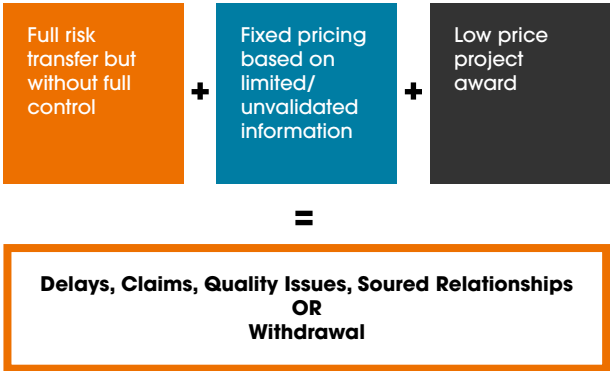 Full risk
transfer but
without full
control
+
Fixed pricing
based on
limited/
unvalidated
information
+
Low price
project
award
=
Delays, Claims, Quality Issues, Soured Relationships
OR
Withdrawal